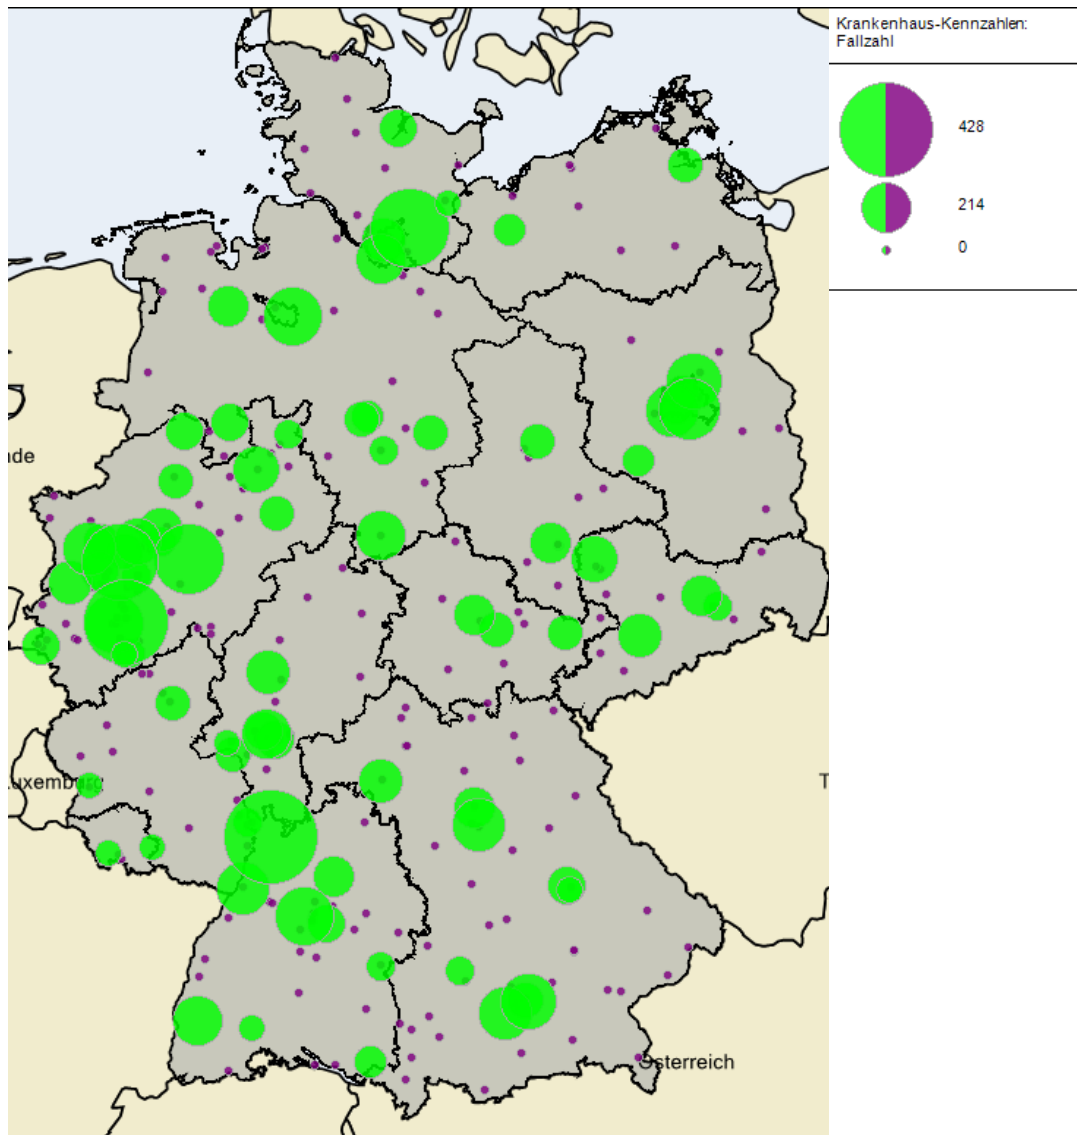 Krankenhaus-Kennzahlen:
Fallzahl
428
214
0
nde
uxemburg
T
Österreich